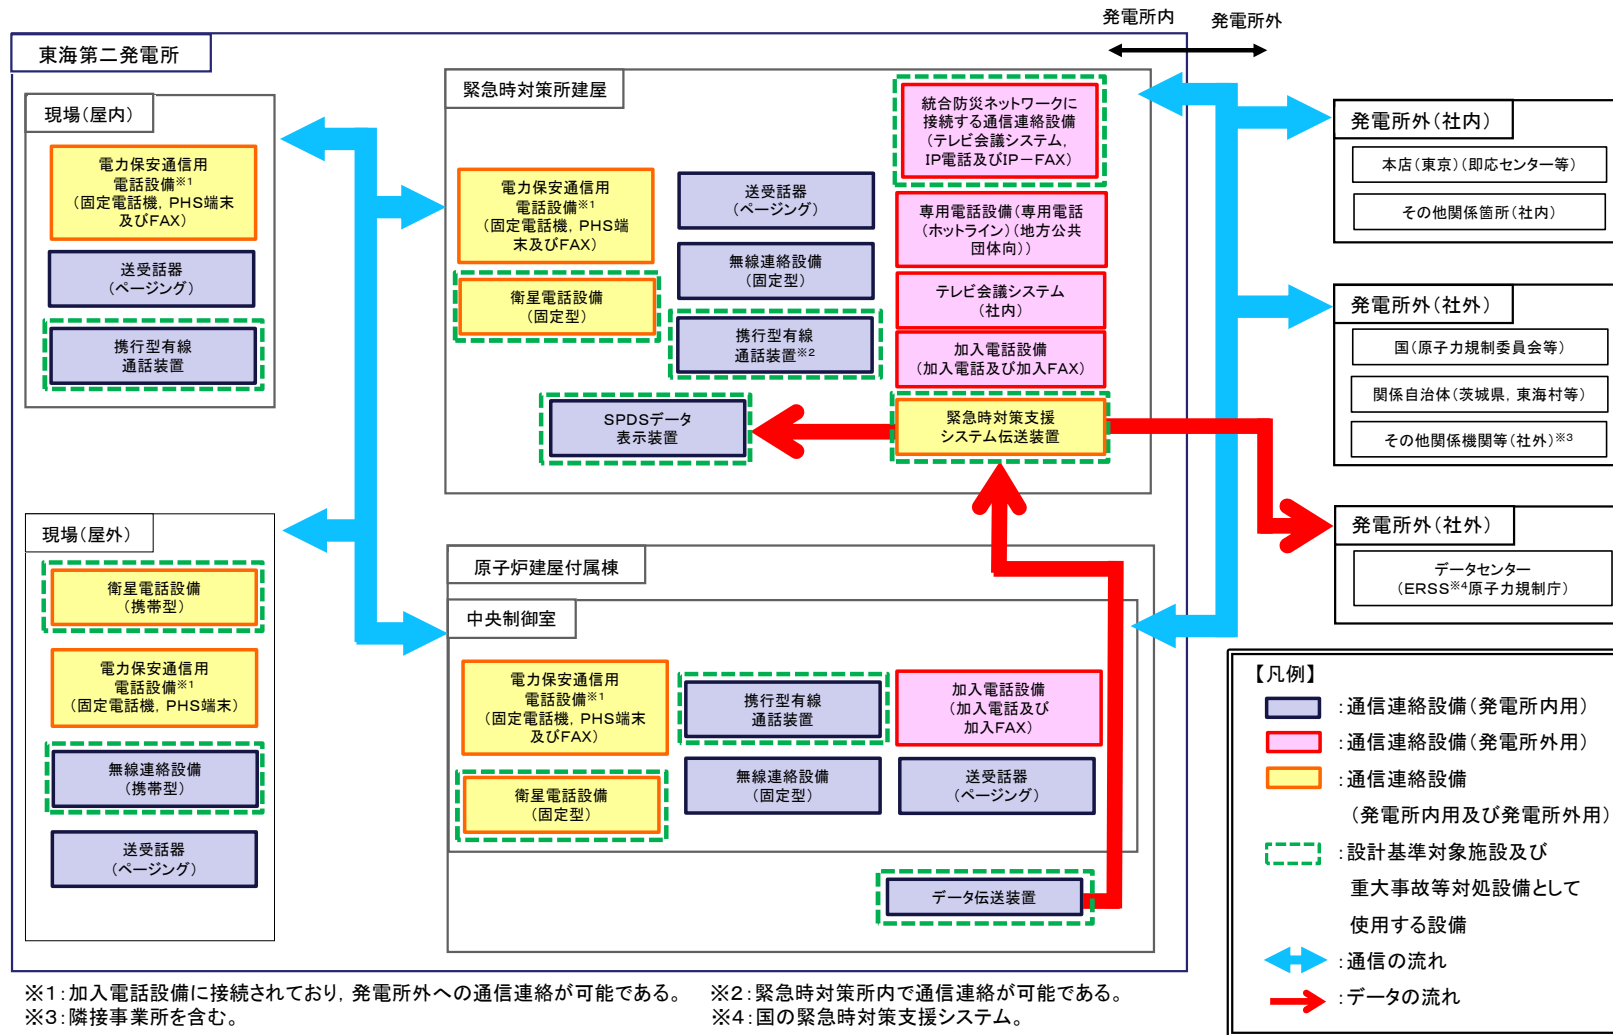 発電所内
発電所外
東海第二発電所
現場(屋内)
電力保安通信用
電話設備※1
(固定電話機, PHS端末
及びFAX)
送受話器
(ページング)
携行型有線
通話装置
現場(屋外)
衛星電話設備
(携帯型)
電力保安通信用
電話設備※1
(固定電話機, PHS端末)
無線連絡設備
(携帯型)
送受話器
(ページング)
緊急時対策所建屋
電力保安通信用
電話設備※1
(固定電話機, PHS端
末及びFAX)
衛星電話設備
(固定型)
送受話器
(ページング)
無線連絡設備
(固定型)
携行型有線
通話装置※2
統合防災ネットワークに
接続する通信連絡設備
(テレビ会議システム,
IP電話及びIP-FAX)
専用電話設備(専用電話
(ホットライン)(地方公共
団体向))
テレビ会議システム
(社内)
加入電話設備
(加入電話及び加入FAX)
SPDSデータ
表示装置
緊急時対策支援
システム伝送装置
原子炉建屋付属棟
中央制御室
電力保安通信用
電話設備※1
(固定電話機, PHS端末
及びFAX)
衛星電話設備
(固定型)
携行型有線
通話装置
無線連絡設備
(固定型)
加入電話設備
(加入電話及び
加入FAX)
送受話器
(ページング)
データ伝送装置
発電所外(社内)
本店(東京)(即応センター等)
その他関係箇所(社内)
発電所外(社外)
国(原子力規制委員会等)
関係自治体(茨城県, 東海村等)
その他関係機関等(社外)※3
発電所外(社外)
データセンター
(ERSS※4原子力規制庁)
【凡例】
:通信連絡設備(発電所内用)
:通信連絡設備(発電所外用)
:通信連絡設備
(発電所内用及び発電所外用)
:設計基準対象施設及び
重大事故等対処設備として
使用する設備
:通信の流れ
:データの流れ
※1:加入電話設備に接続されており, 発電所外への通信連絡が可能である。
※2:緊急時対策所内で通信連絡が可能である。
※3:隣接事業所を含む。
※4:国の緊急時対策支援システム。